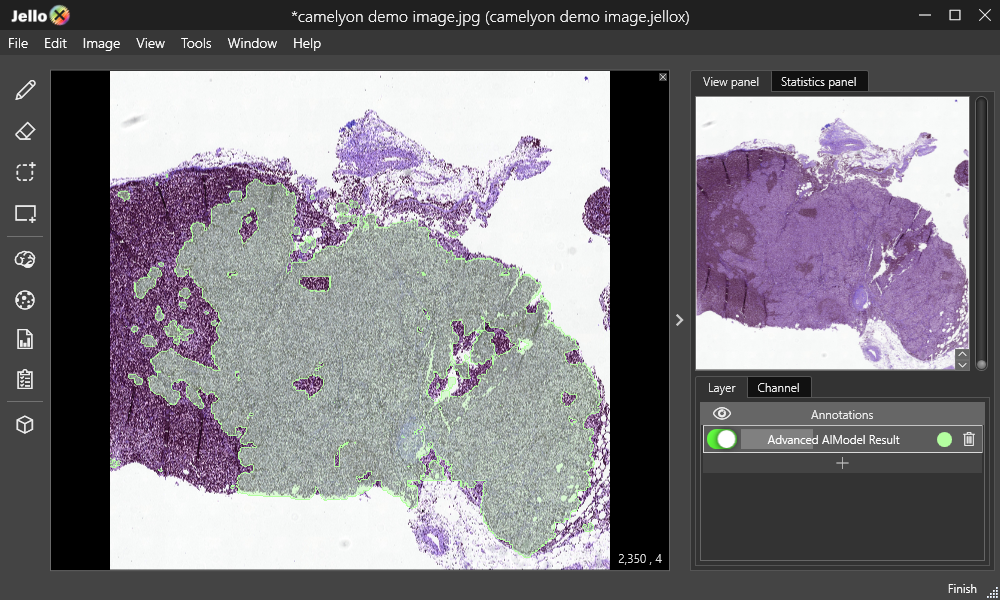 JelloX *camelyon demo image.jpg (camelyon demo image.jellox)
File Edit Image View Tools Window Help
View panel Statistics panel
Layer Channel
Annotations
Advanced AIModel Result
2,350 , 4
Finish